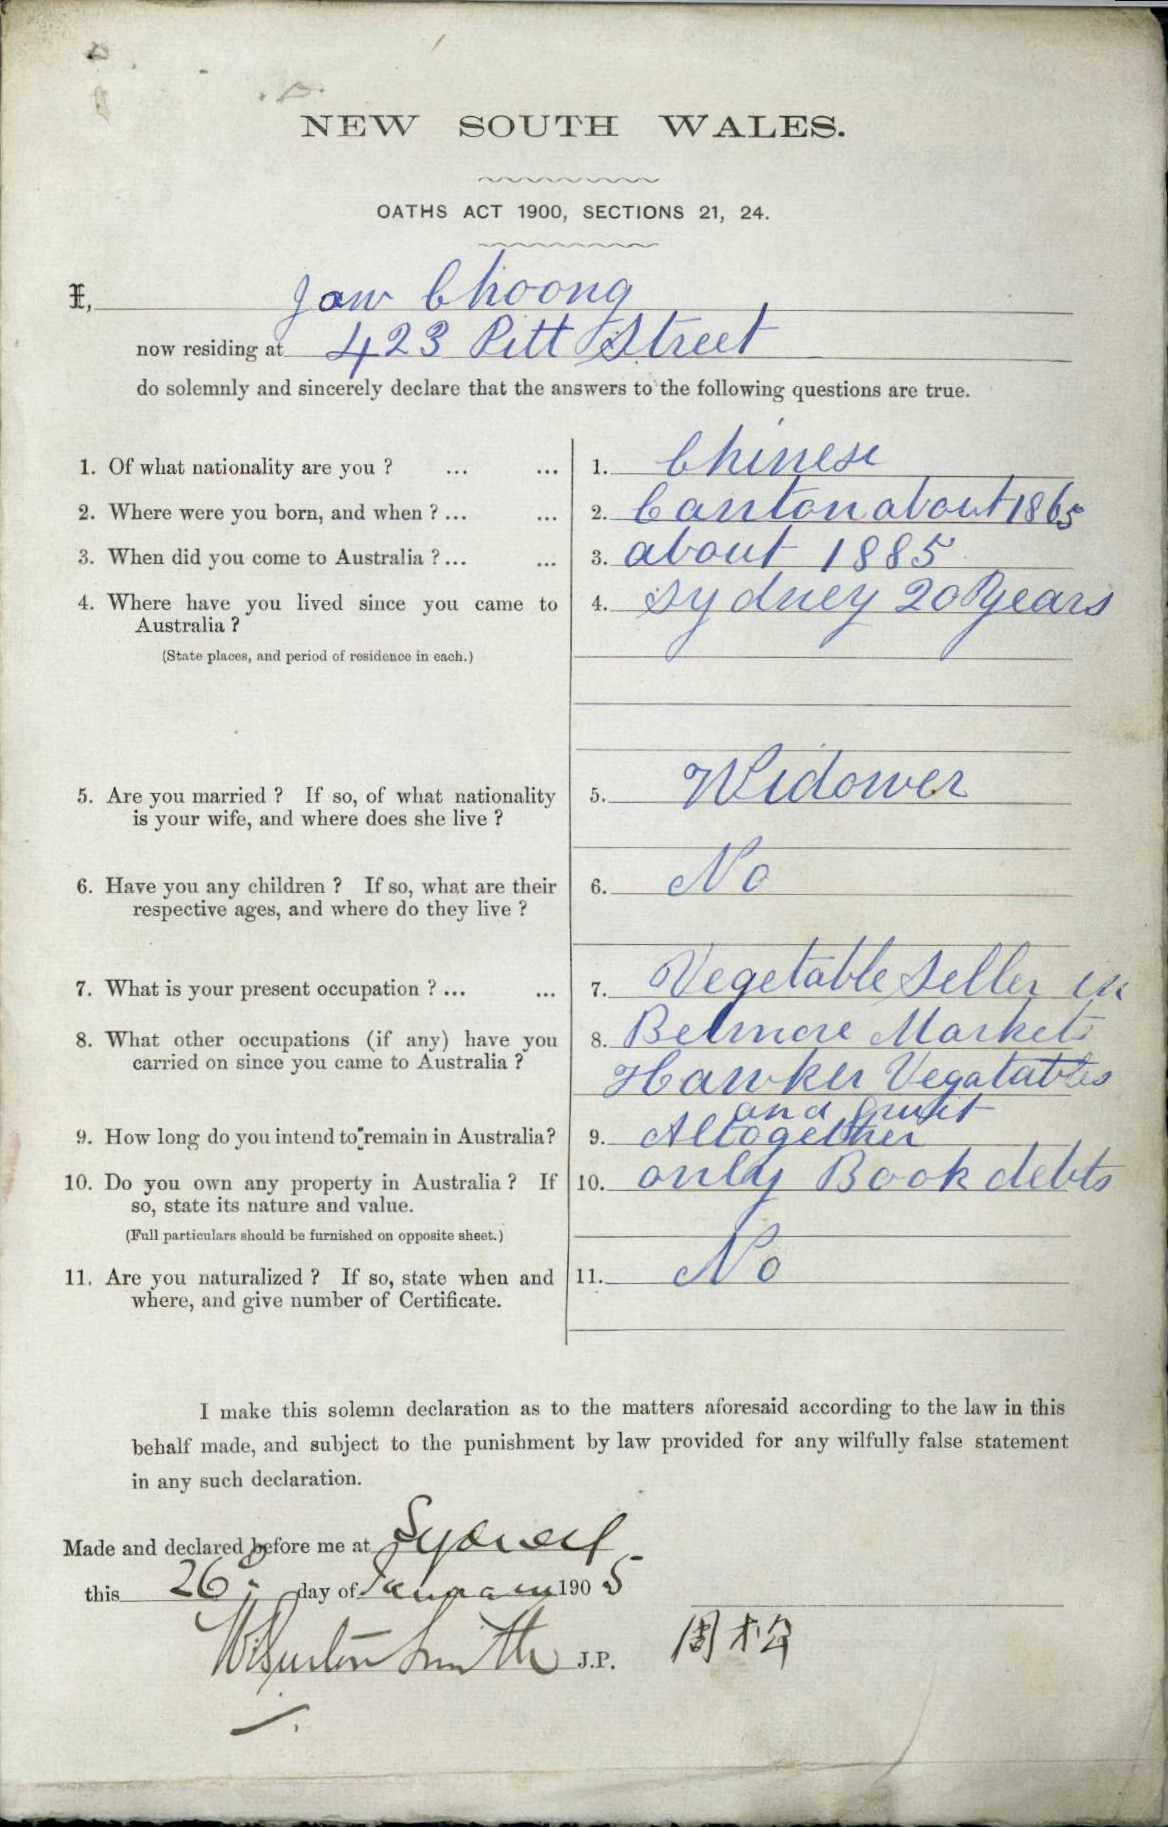 NEW SOUTH WALES.
OATHS ACT 1900, SECTIONS 21, 24.
I, Jow Choong
now residing at 423 Pitt Street
do solemnly and sincerely declare that the answers to the following questions are true.
1. Of what nationality are you ? ... ... 1. Chinese
2. Where were you born, and when ? ... ... 2. Canton about 1865
3. When did you come to Australia ? ... ... 3. about 1885
4. Where have you lived since you came to 4. Sydney 20 years
Australia ?
(State places, and period of residence in each.)
5. Are you married ? If so, of what nationality 5. Widower
is your wife, and where does she live ?
6. Have you any children ? If so, what are their 6. No
respective ages, and where do they live ?
7. What is your present occupation ? ... ... 7. Vegetable Seller in
8. What other occupations (if any) have you 8. Belmore Markets
carried on since you came to Australia ? Hawker Vegatables
and fruit
9. How long do you intend to remain in Australia? 9. Altogether
10. Do you own any property in Australia ? If 10. only Book debts
so, state its nature and value.
(Full particulars should be furnished on opposite sheet.)
11. Are you naturalized ? If so, state when and 11. No
where, and give number of Certificate.
I make this solemn declaration as to the matters aforesaid according to the law in this
behalf made, and subject to the punishment by law provided for any wilfully false statement
in any such declaration.
Made and declared before me at Sydney
this 26 day of January 1905
Smith J.P. 周松